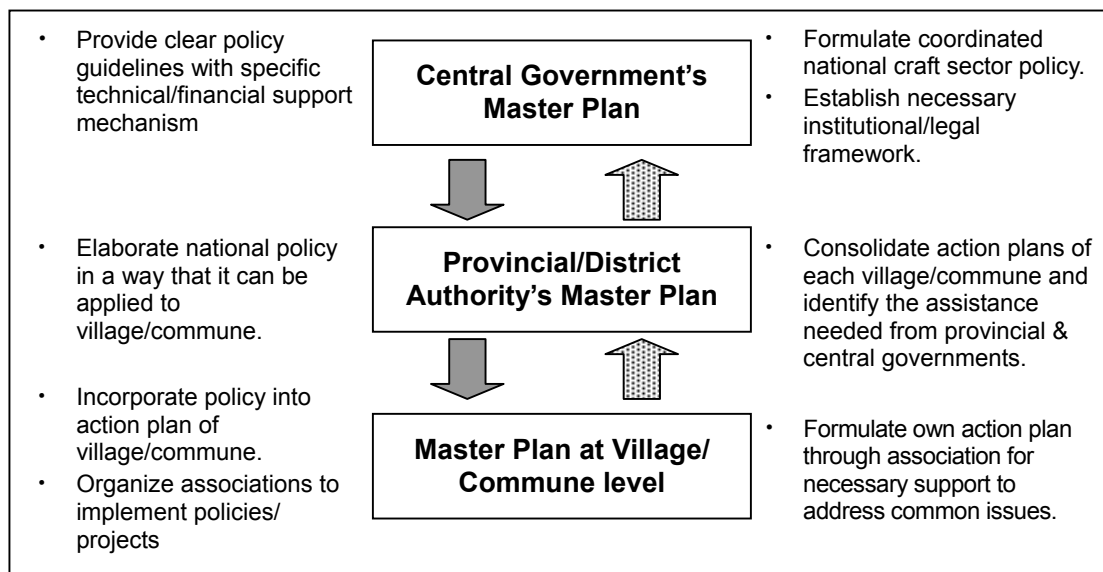 • Provide clear policy
guidelines with specific
technical/financial support
mechanism
Central Government's
Master Plan
• Formulate coordinated
national craft sector policy.
• Establish necessary
institutional/legal
framework.
• Elaborate national policy
in a way that it can be
applied to
village/commune.
Provincial/District
Authority's Master Plan
• Consolidate action plans of
each village/commune and
identify the assistance
needed from provincial &
central governments.
• Incorporate policy into
action plan of
village/commune.
• Organize associations to
implement policies/
projects
Master Plan at Village/
Commune level
• Formulate own action plan
through association for
necessary support to
address common issues.